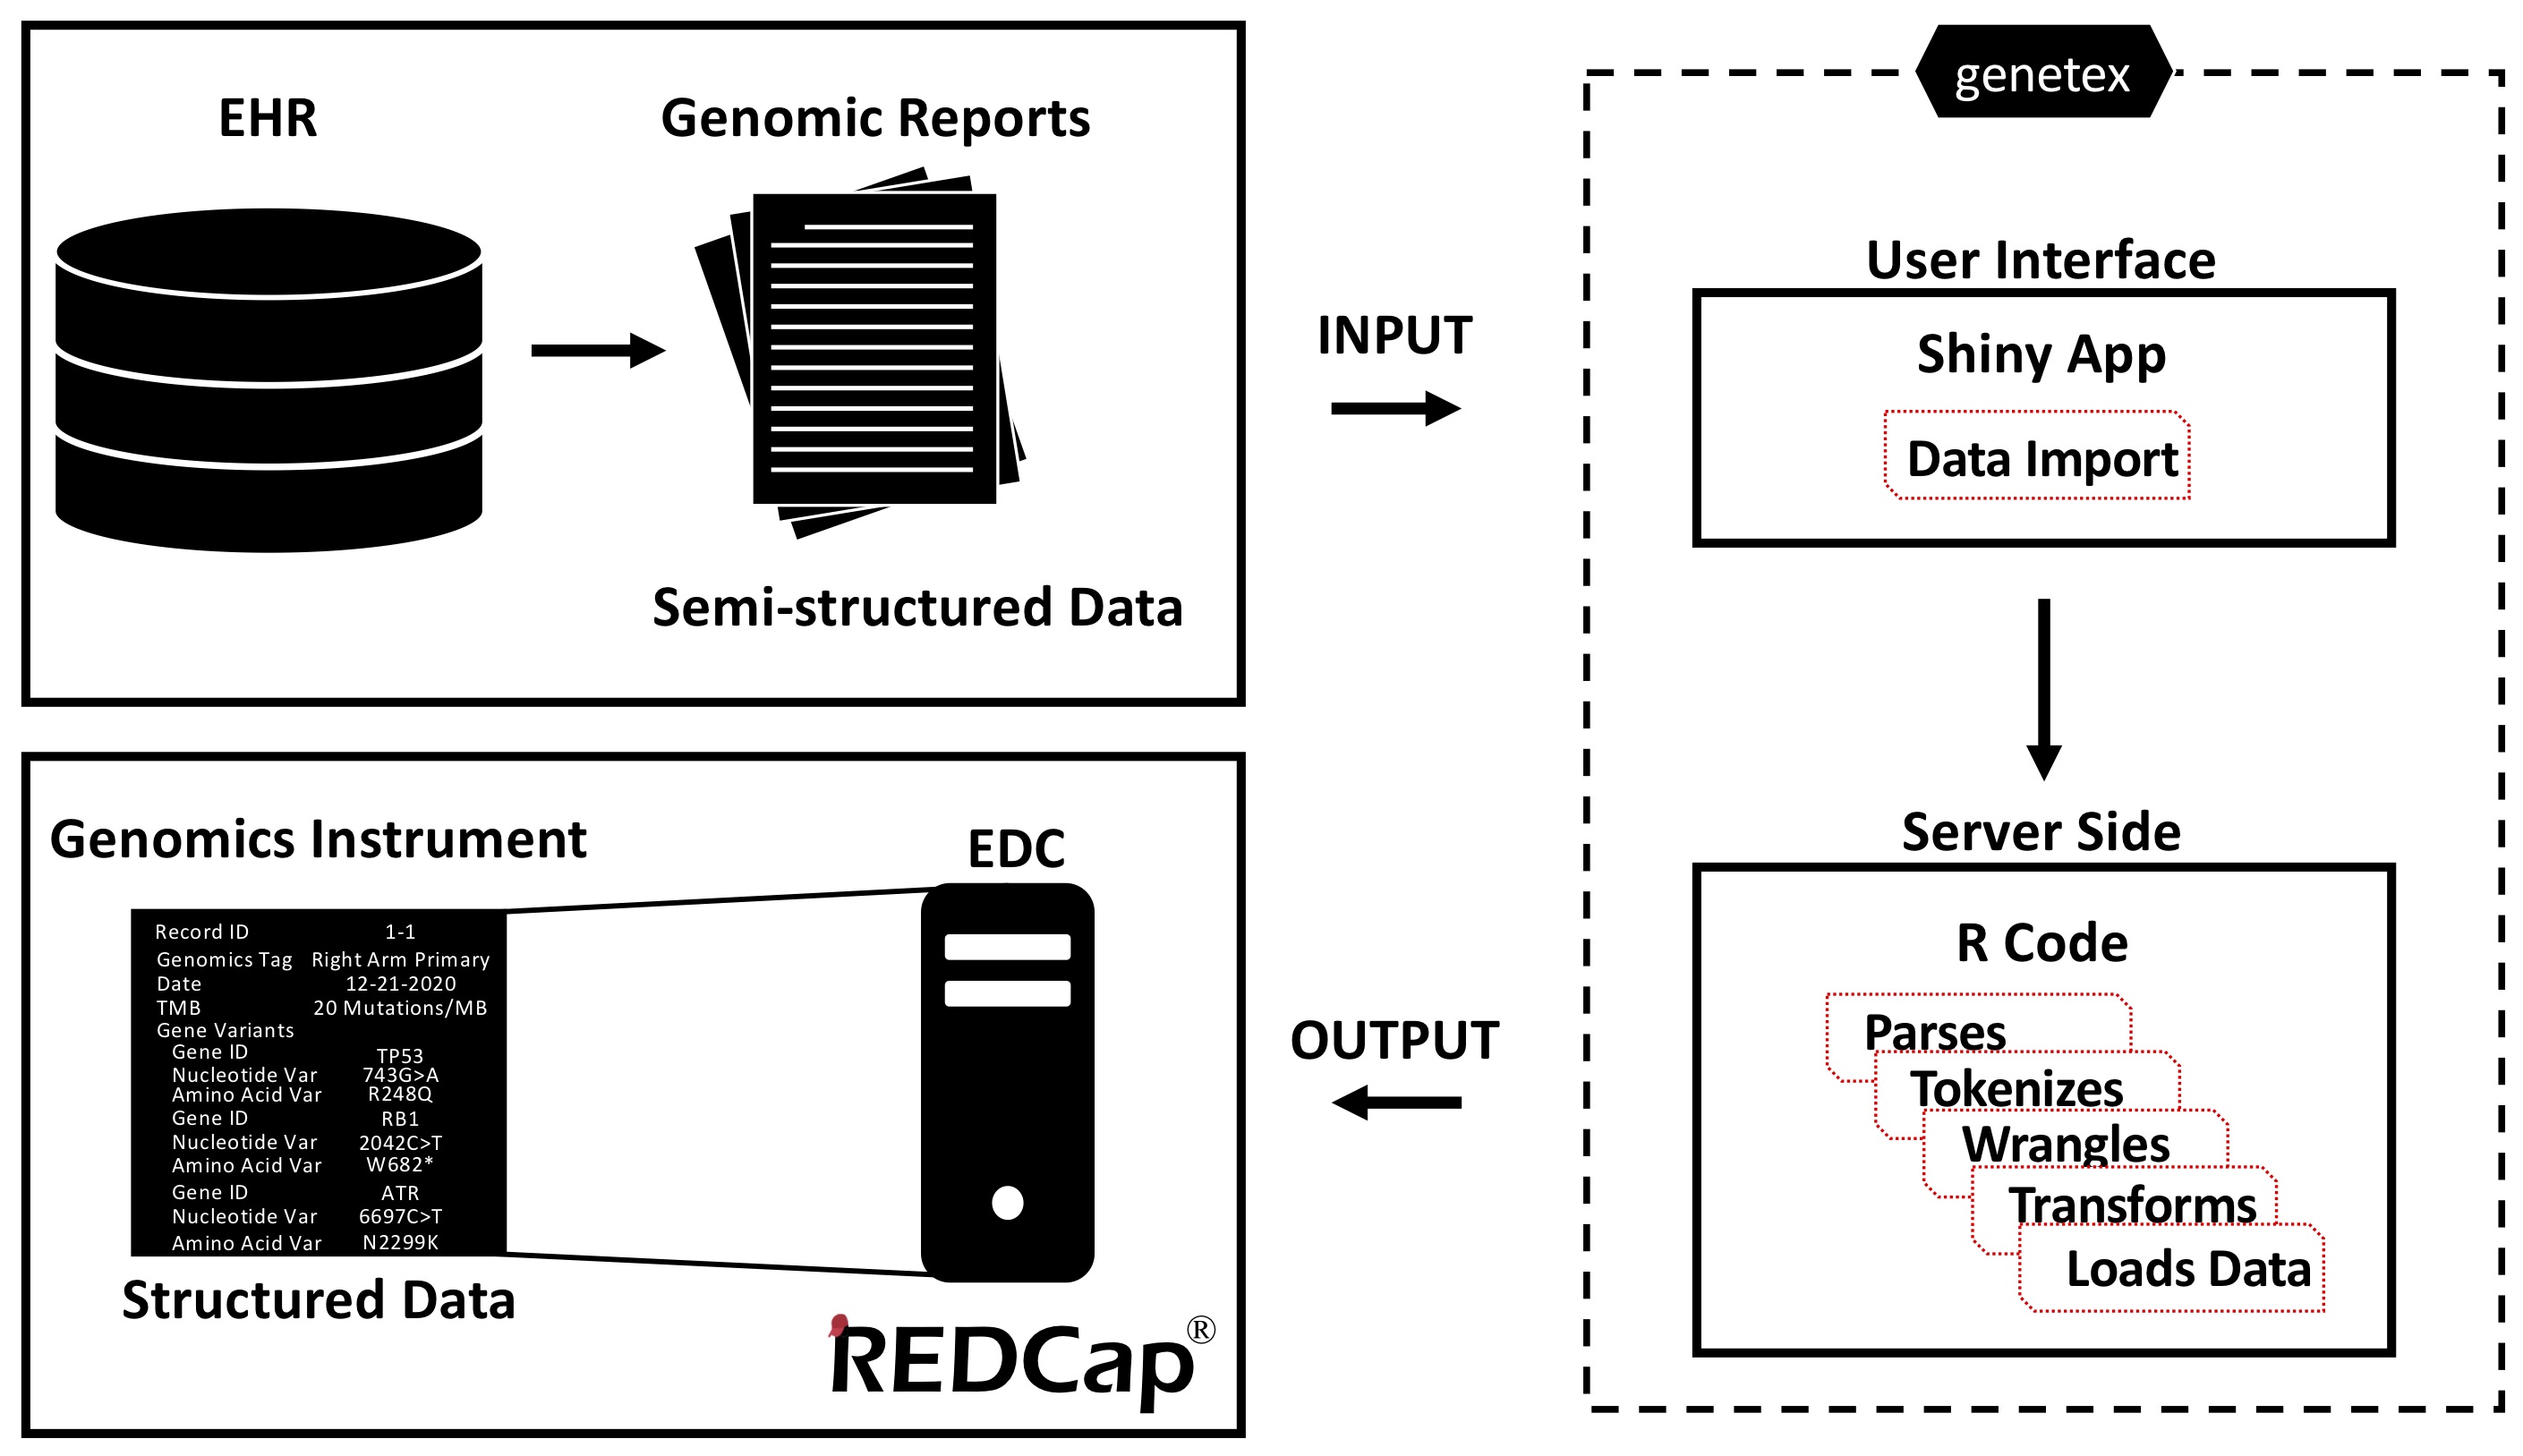 EHR
Genomic Reports
Semi-structured Data
INPUT
genetex
User Interface
Shiny App
Data Import
Server Side
R Code
Parses
Tokenizes
Wrangles
Transforms
Loads Data
OUTPUT
Genomics Instrument
EDC
Record ID 1-1
Genomics Tag Right Arm Primary
Date 12-21-2020
TMB 20 Mutations/MB
Gene Variants
Gene ID TP53
Nucleotide Var 743G>A
Amino Acid Var R248Q
Gene ID RB1
Nucleotide Var 2042C>T
Amino Acid Var W682*
Gene ID ATR
Nucleotide Var 6697C>T
Amino Acid Var N2299K
Structured Data
REDCap®